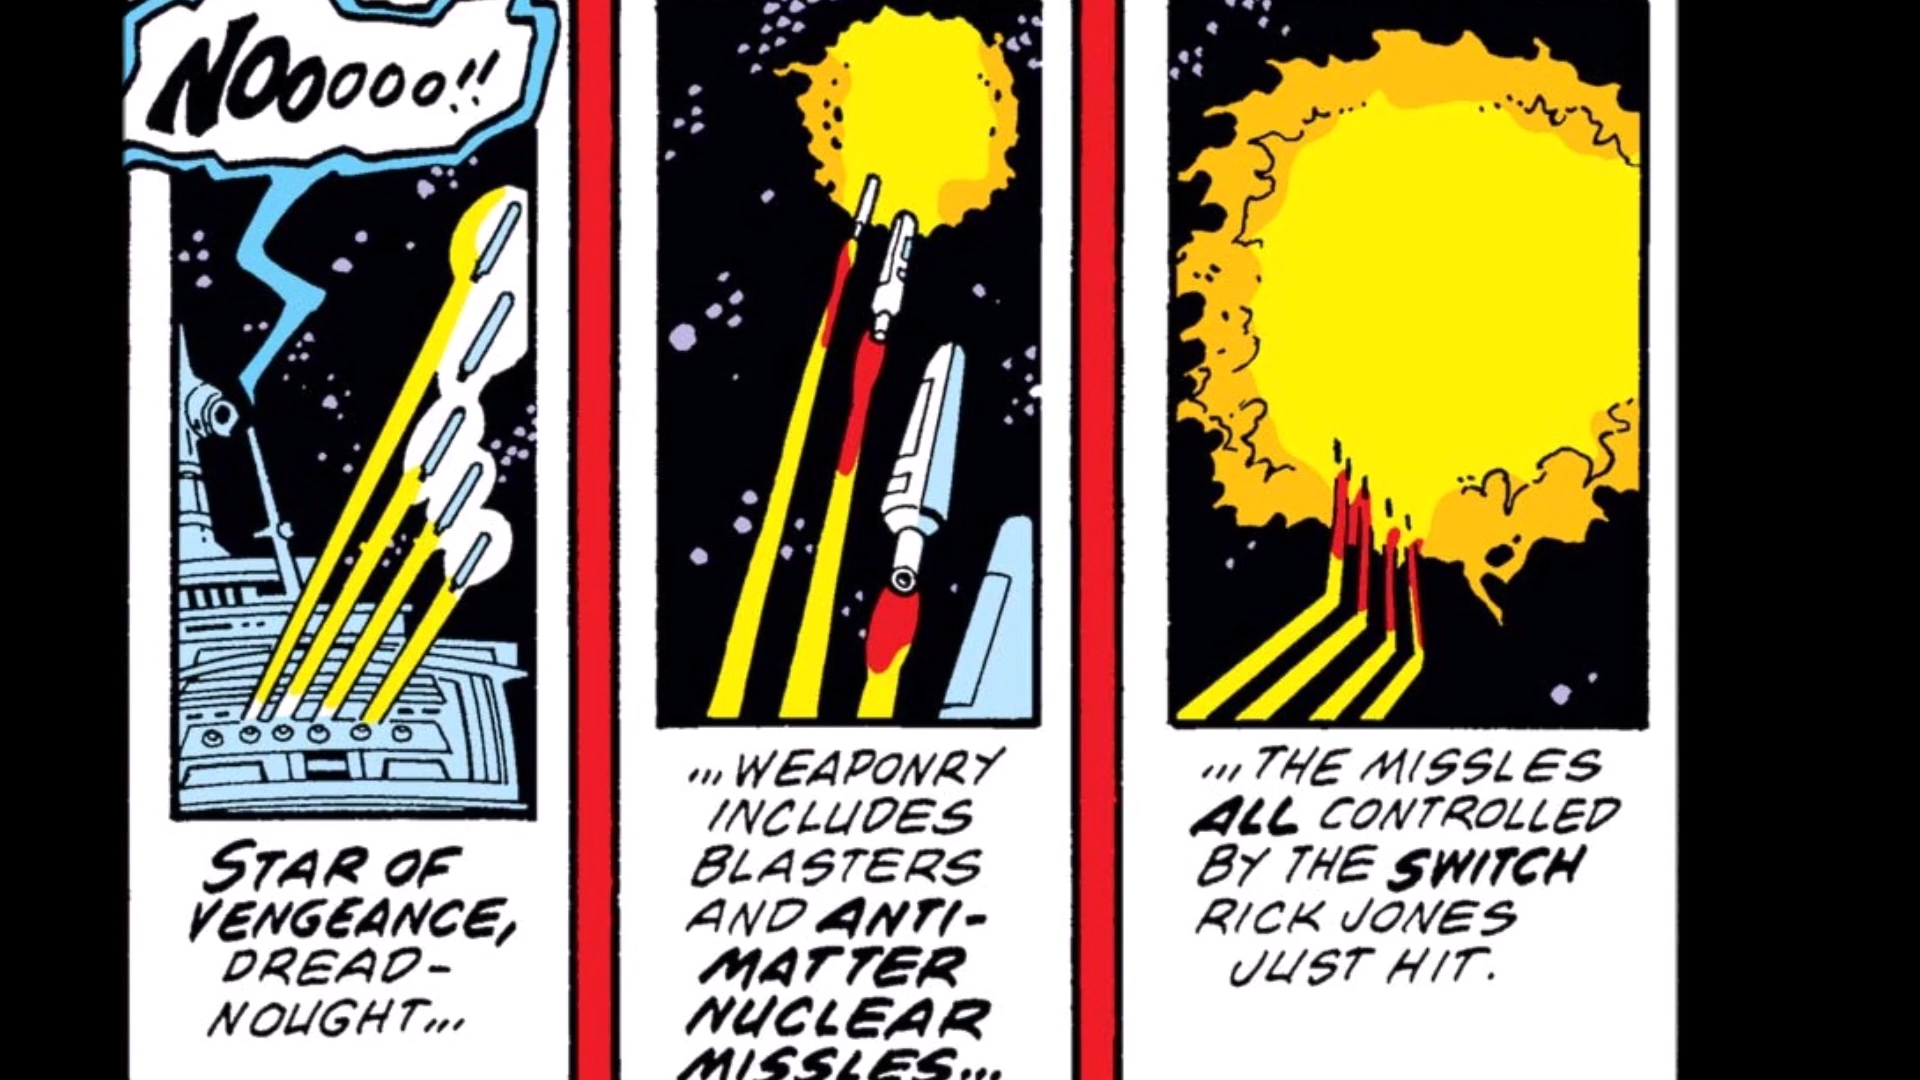 NOOOOOO!!
STAR OF
VENGEANCE,
DREAD-
NOUGHT...
...WEAPONRY
INCLUDES
BLASTERS
AND ANTI-
MATTER
NUCLEAR
MISSLES...
...THE MISSLES
ALL CONTROLLED
BY THE SWITCH
RICK JONES
JUST HIT.